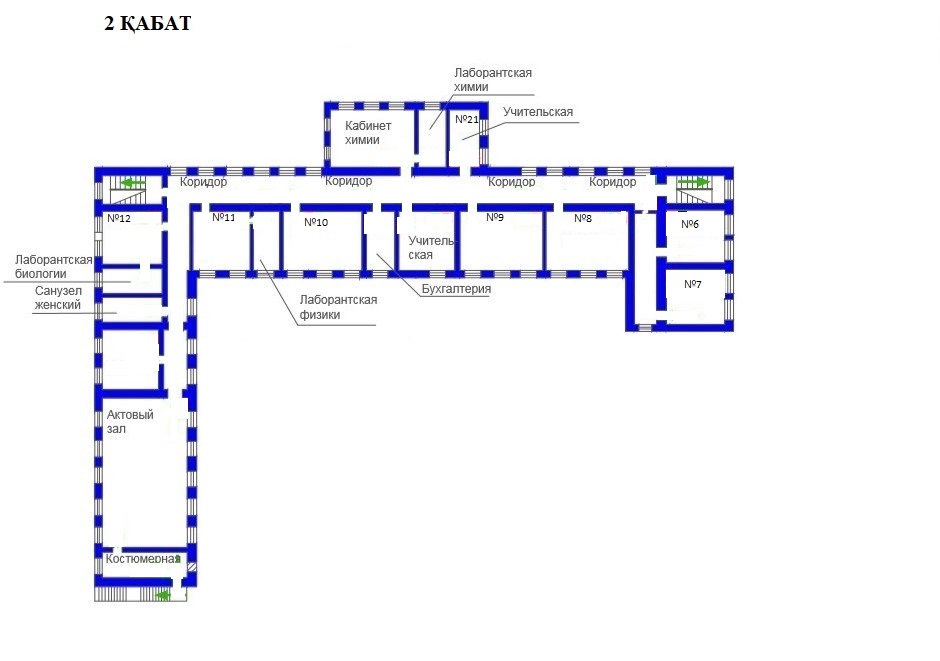 2 ҚАБАТ
Лаборантская
химии
Кабинет
химии
№21
Учительская
Коридор
Коридор
Коридор
Коридор
№12
№11
№10
Учитель-
ская
№9
№8
№6
№7
Лаборантская
биологии
Санузел
женский
Лаборантская
физики
Бухгалтерия
Актовый
зал
Костюмерная